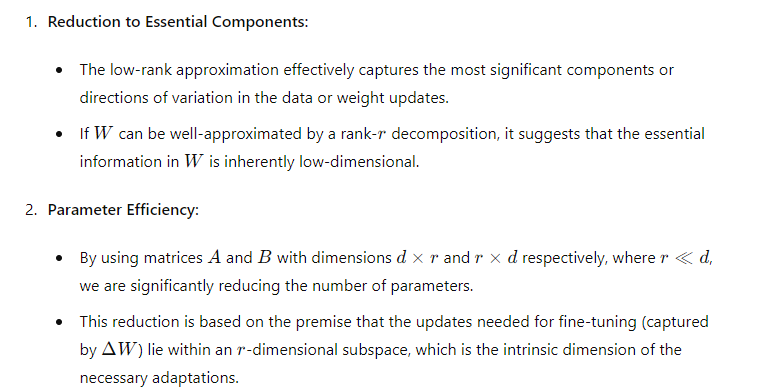 1. Reduction to Essential Components:
• The low-rank approximation effectively captures the most significant components or
directions of variation in the data or weight updates.
• If W can be well-approximated by a rank-r decomposition, it suggests that the essential
information in W is inherently low-dimensional.
2. Parameter Efficiency:
• By using matrices A and B with dimensions d × r and r × d respectively, where r ≪ d,
we are significantly reducing the number of parameters.
• This reduction is based on the premise that the updates needed for fine-tuning (captured
by ΔW) lie within an r-dimensional subspace, which is the intrinsic dimension of the
necessary adaptations.